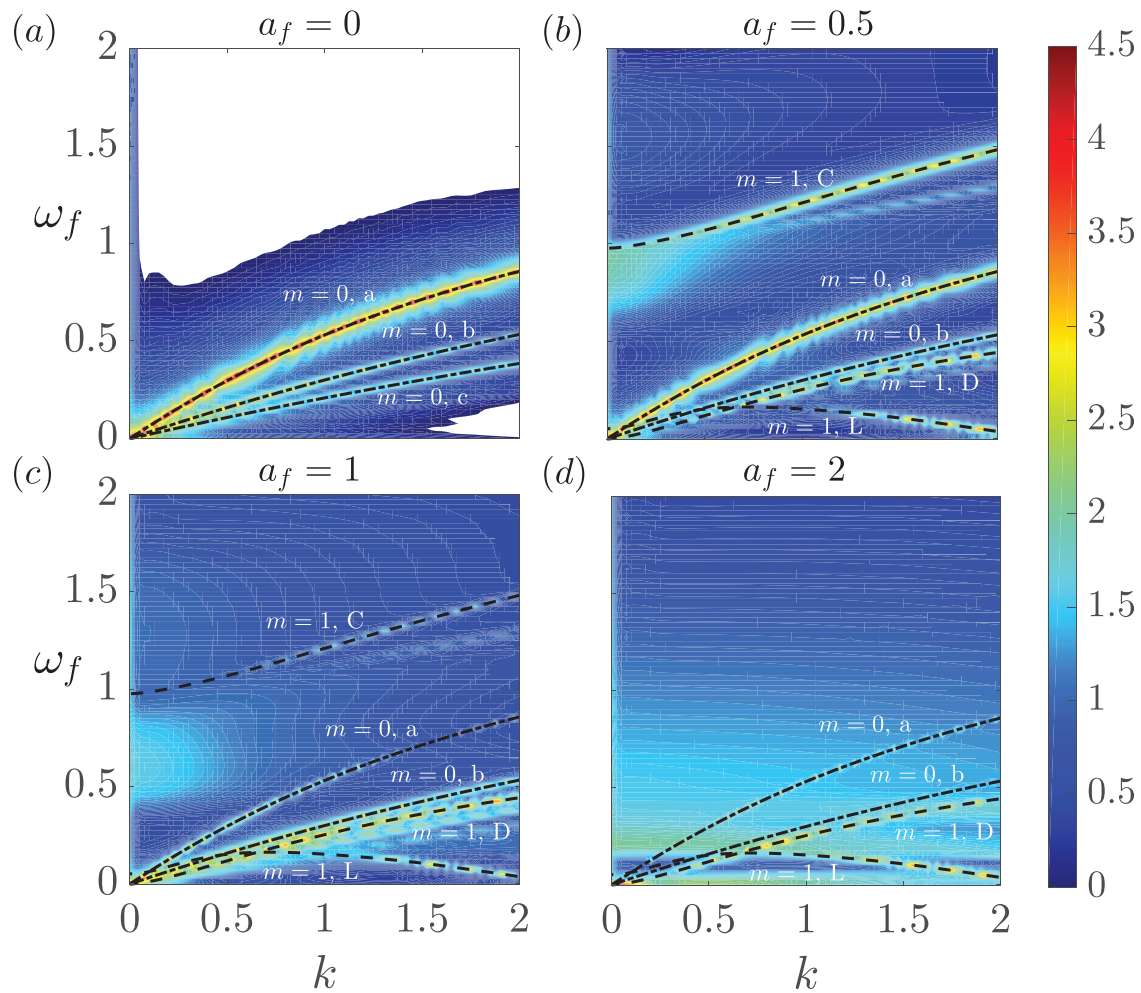 (a) a_f = 0
(b) a_f = 0.5
2
1.5
ω_f
1
0.5
0
m = 0, a
m = 0, b
m = 0, c
m = 1, C
m = 0, a
m = 0, b
m = 1, D
m = 1, L
4.5
4
3.5
3
2.5
2
1.5
1
0.5
0
(c) a_f = 1
(d) a_f = 2
2
1.5
ω_f
1
0.5
0
m = 1, C
m = 0, a
m = 0, b
m = 1, D
m = 1, L
m = 0, a
m = 0, b
m = 1, D
m = 1, L
0 0.5 1 1.5 2
0 0.5 1 1.5 2
k
k